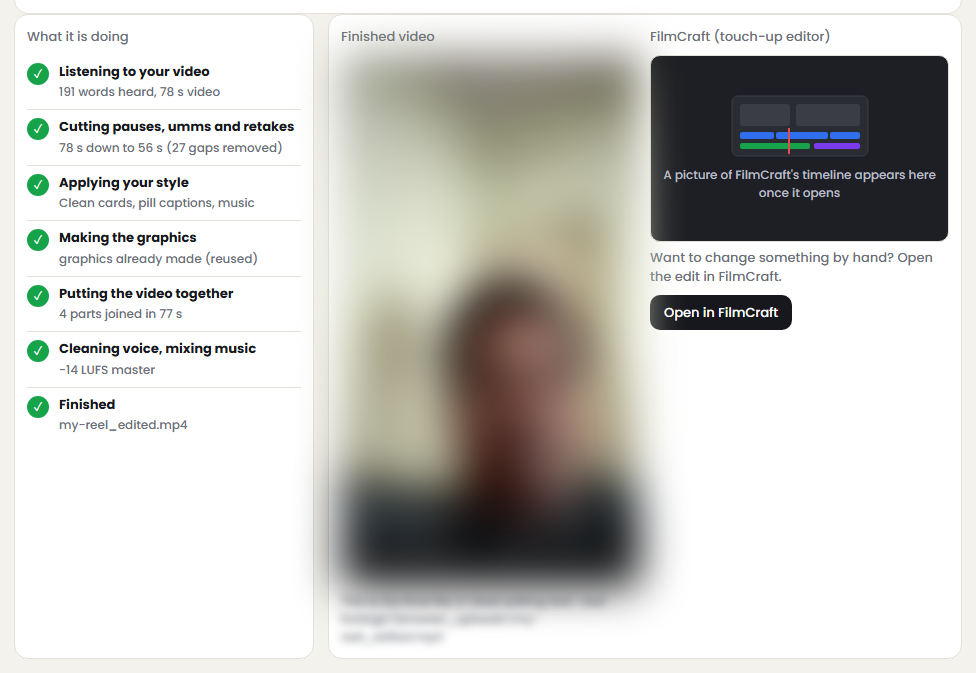 What it is doing
Listening to your video
191 words heard, 78 s video
Cutting pauses, umms and retakes
78 s down to 56 s (27 gaps removed)
Applying your style
Clean cards, pill captions, music
Making the graphics
graphics already made (reused)
Putting the video together
4 parts joined in 77 s
Cleaning voice, mixing music
-14 LUFS master
Finished
my-reel_edited.mp4
Finished video
FilmCraft (touch-up editor)
A picture of FilmCraft's timeline appears here
once it opens
Want to change something by hand? Open
the edit in FilmCraft.
Open in FilmCraft